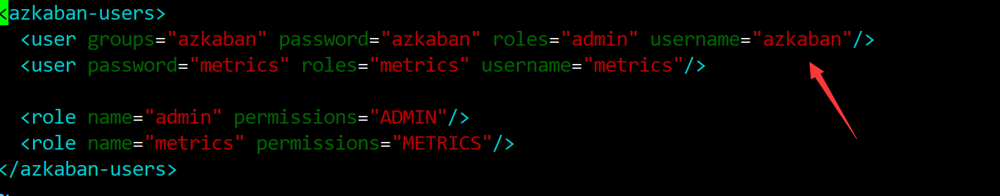 <azkaban-users>
  <user groups="azkaban" password="azkaban" roles="admin" username="azkaban"/>
  <user password="metrics" roles="metrics" username="metrics"/>

  <role name="admin" permissions="ADMIN"/>
  <role name="metrics" permissions="METRICS"/>
</azkaban-users>
~